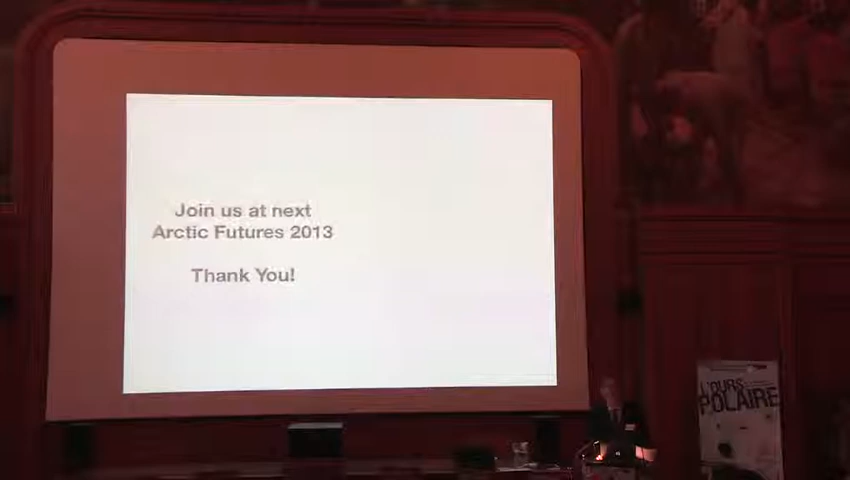 Join us at next
Arctic Futures 2013
Thank You!
L'OURS
POLAIRE